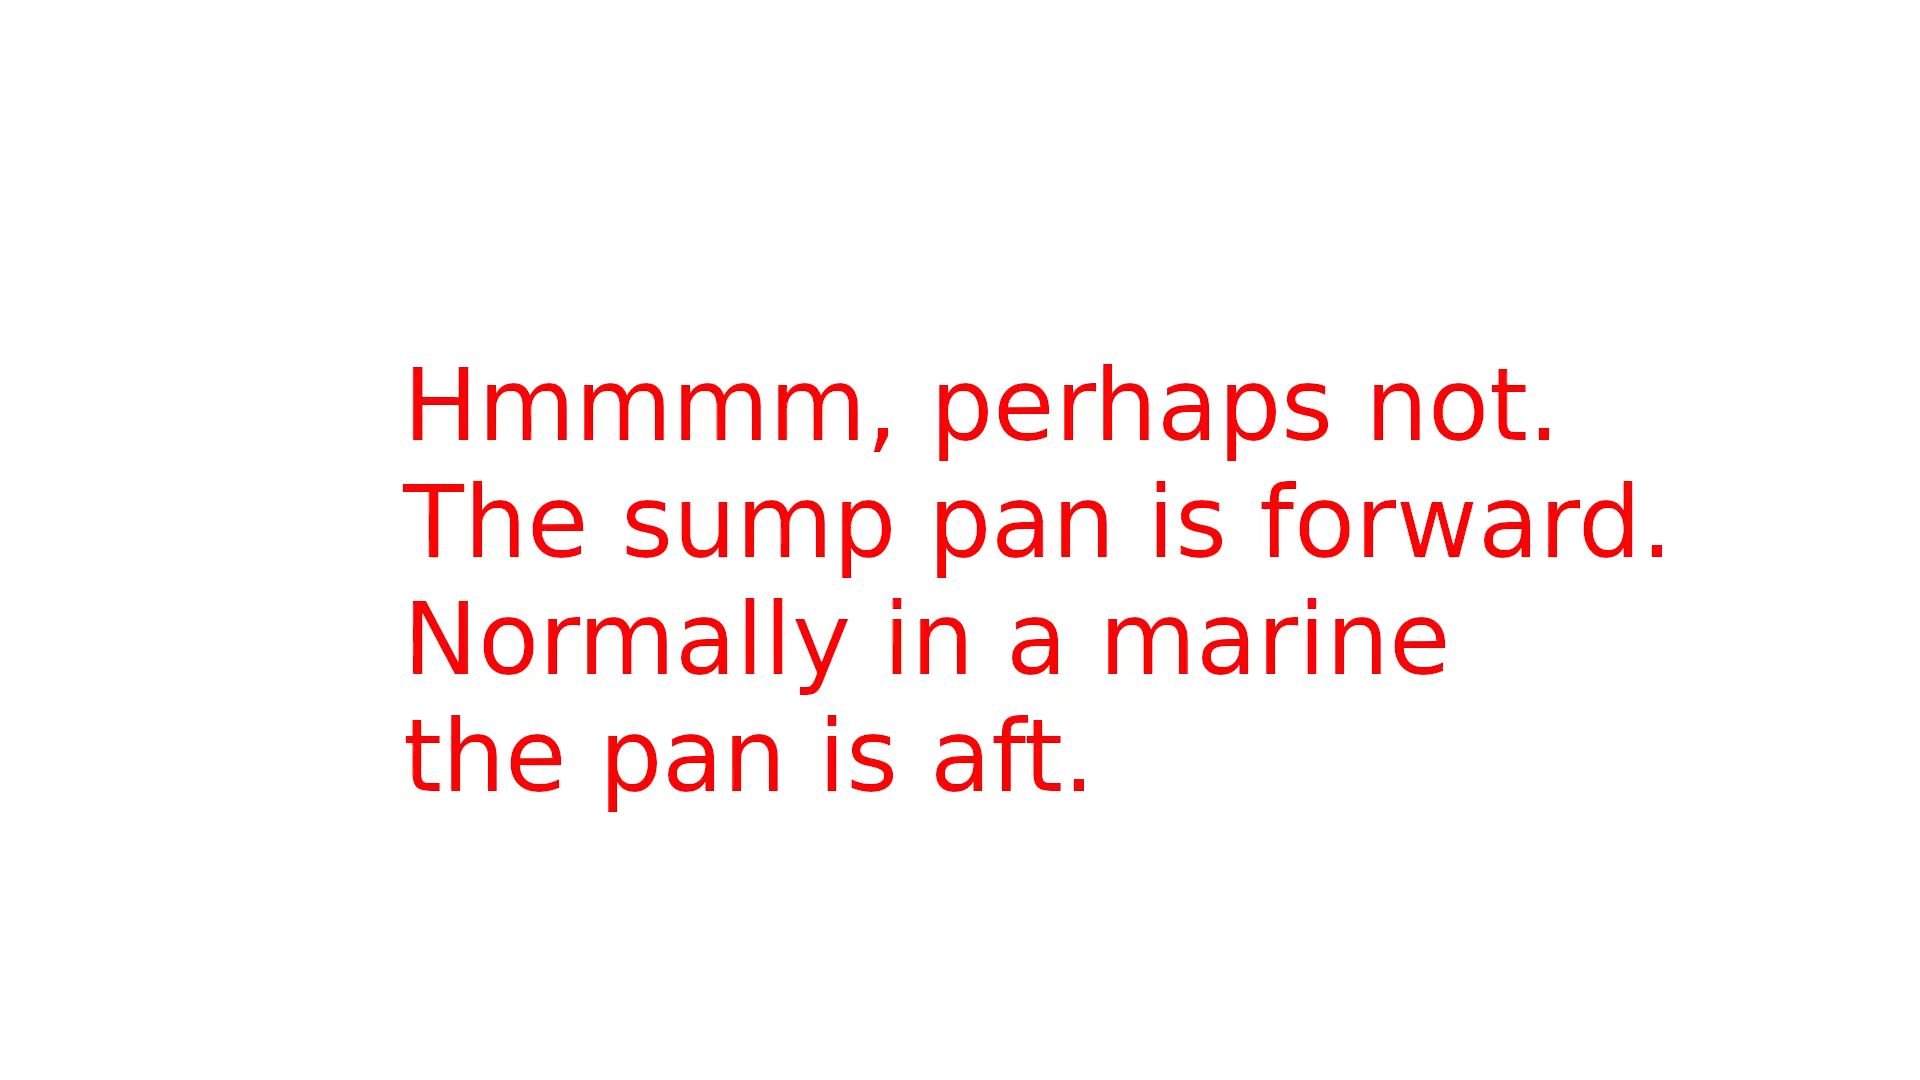 Hmmmm, perhaps not.
The sump pan is forward.
Normally in a marine
the pan is aft.